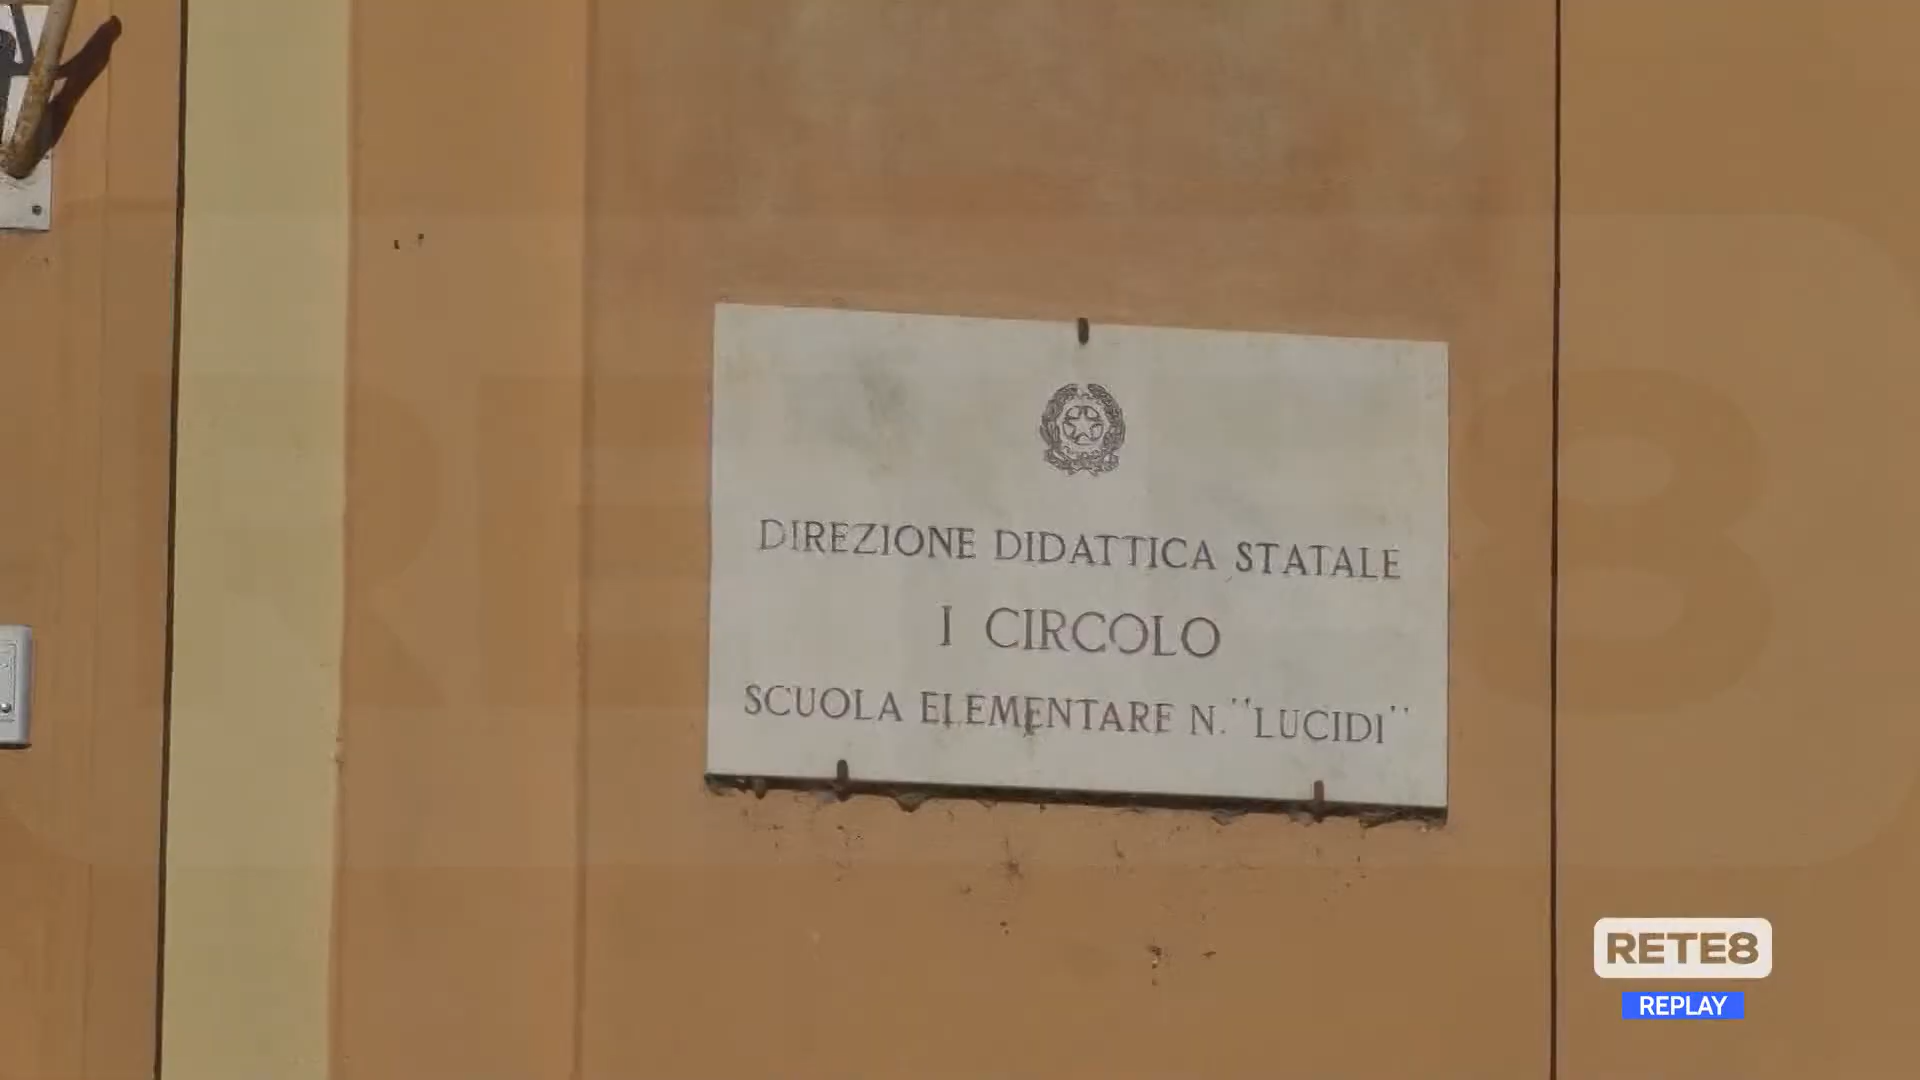 DIREZIONE DIDATTICA STATALE
I CIRCOLO
SCUOLA ELEMENTARE N. "LUCIDI"
RETE8
REPLAY